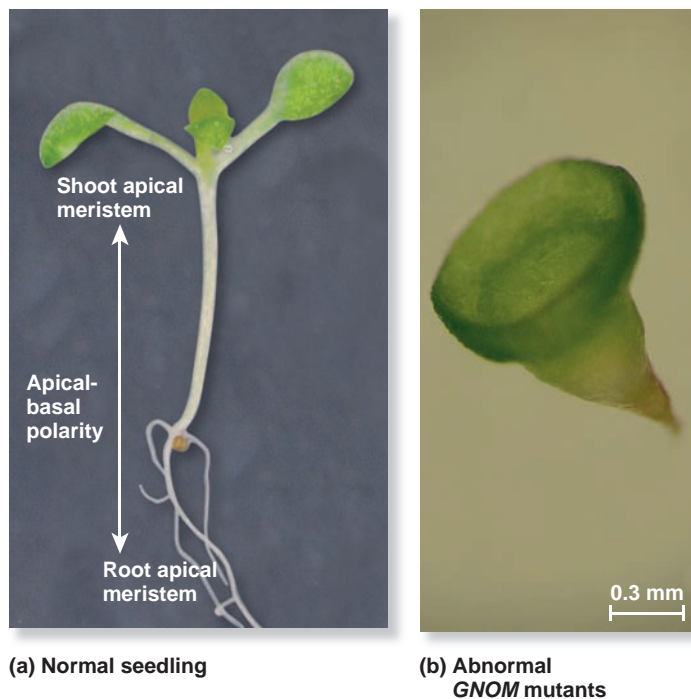 Shoot apical
meristem
Apical-
basal
polarity
Root apical
meristem
0.3 mm
(a) Normal seedling
(b) Abnormal
GNOM mutants